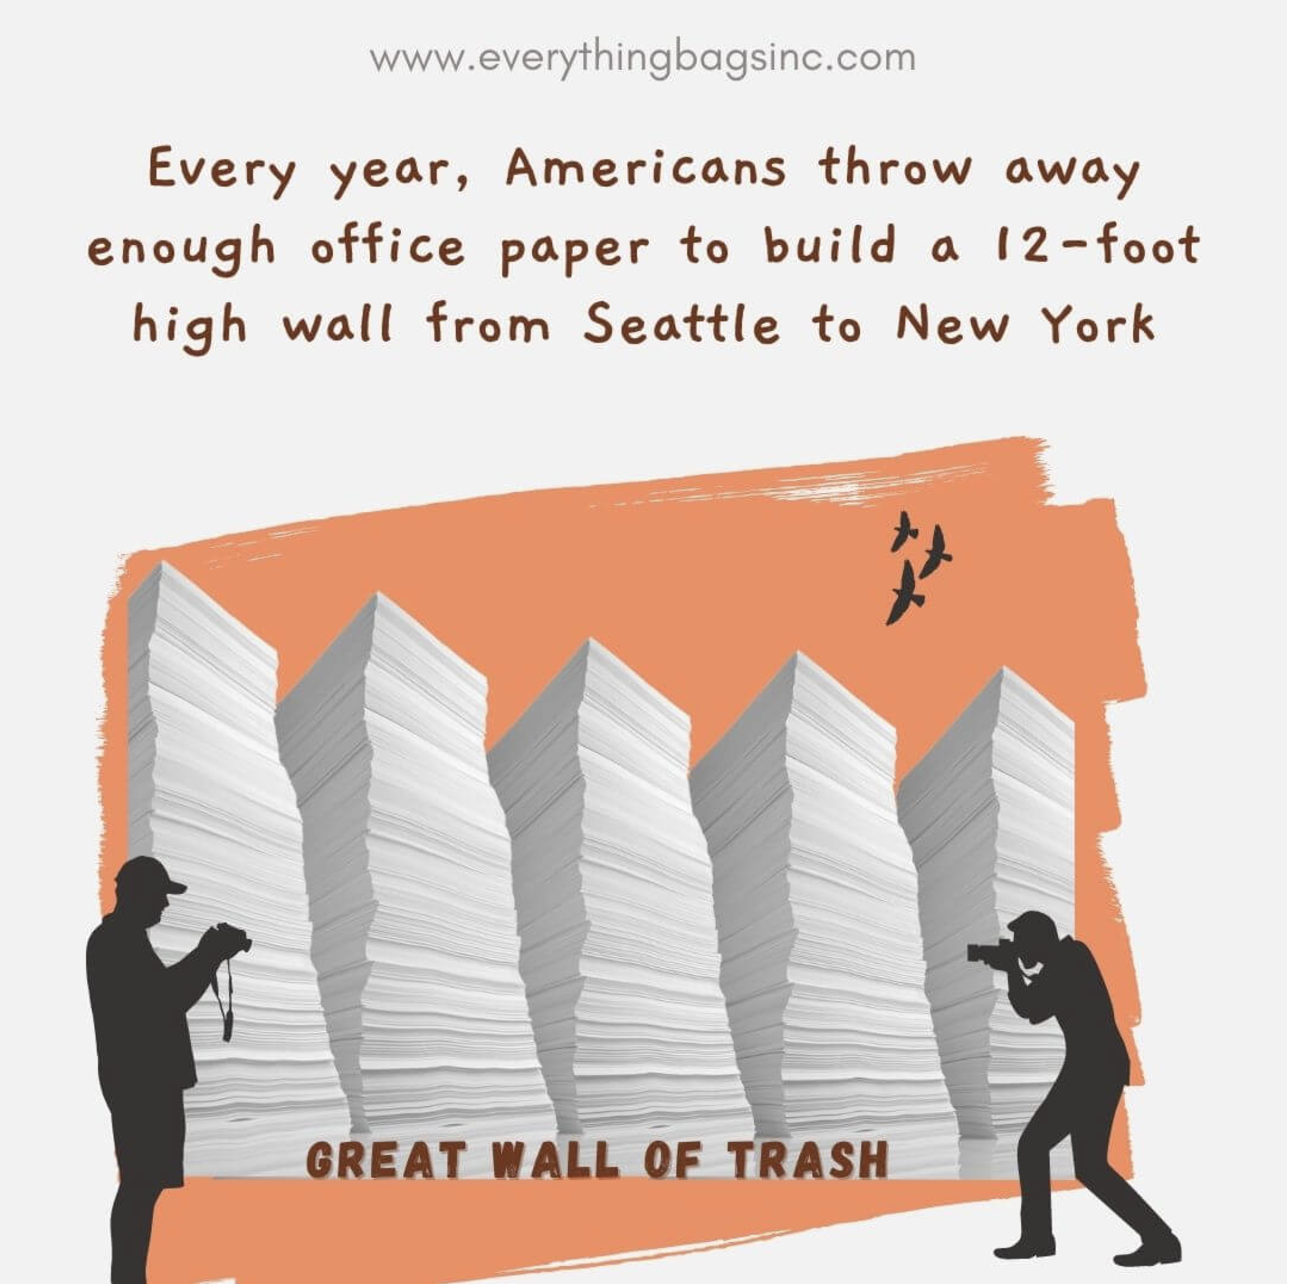 www.everythingbagsinc.com
Every year, Americans throw away
enough office paper to build a 12-foot
high wall from Seattle to New York
GREAT WALL OF TRASH